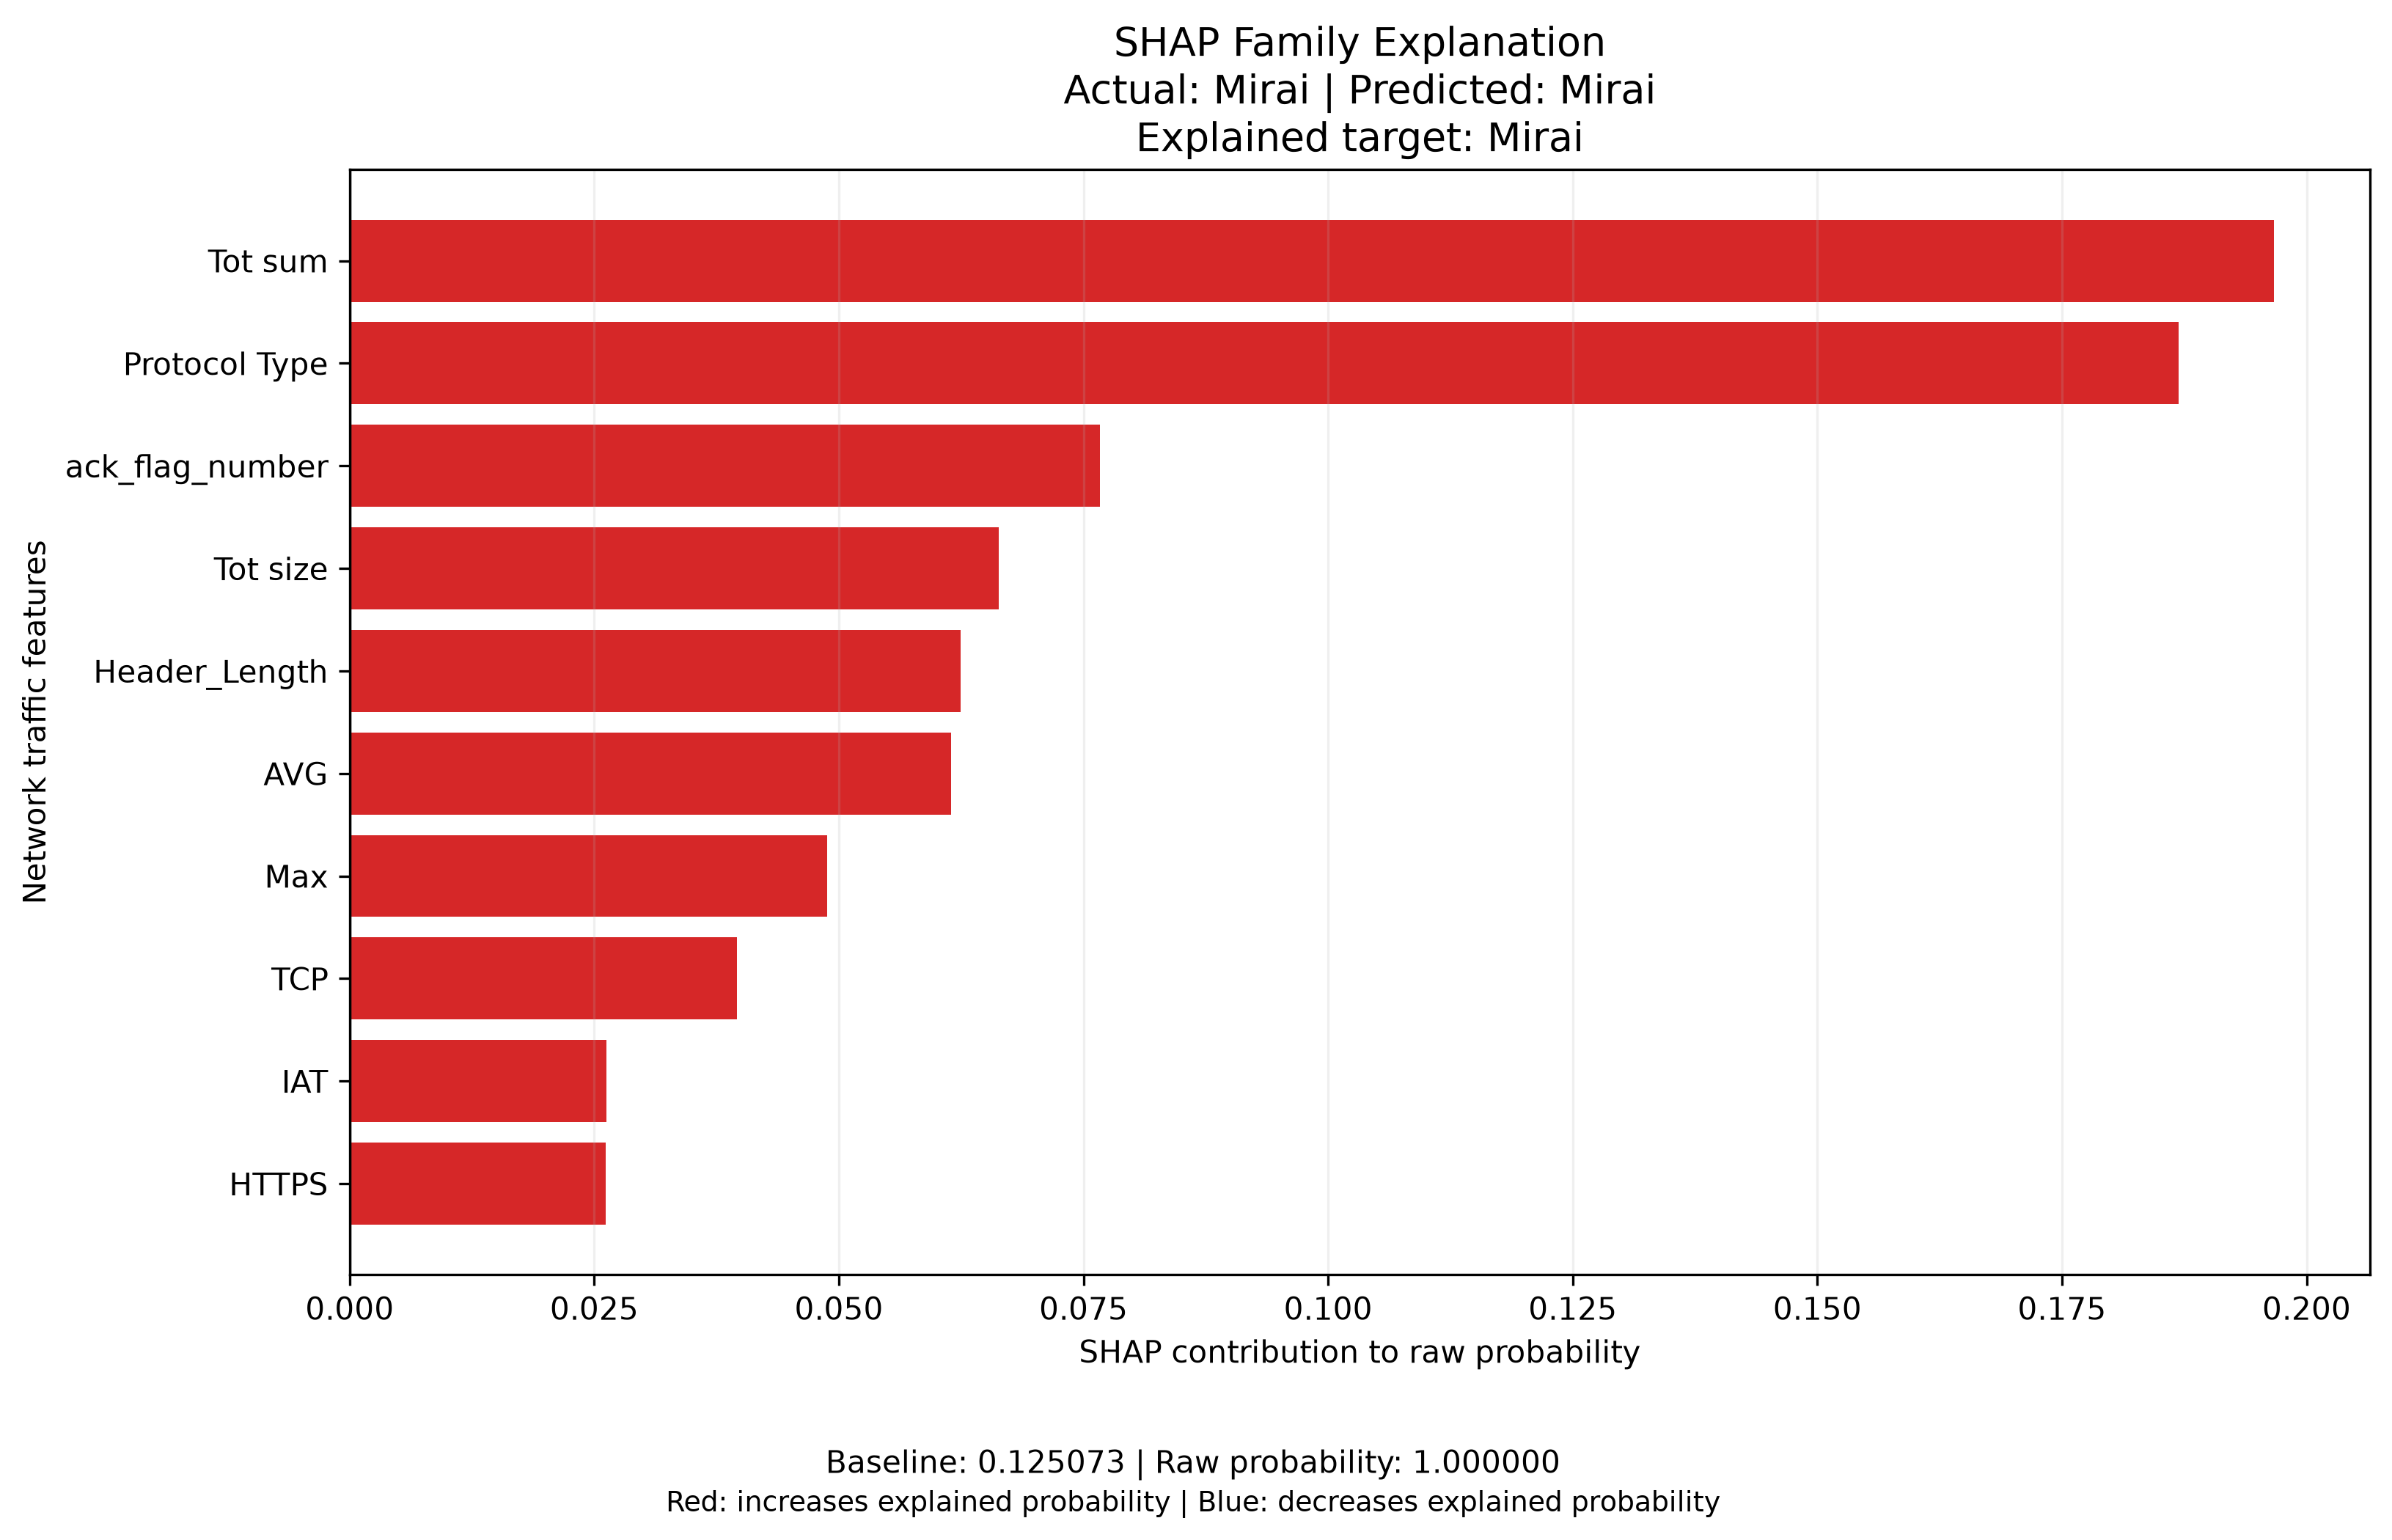 SHAP Family Explanation
Actual: Mirai | Predicted: Mirai
Explained target: Mirai
Network traffic features
Tot sum
Protocol Type
ack_flag_number
Tot size
Header_Length
AVG
Max
TCP
IAT
HTTPS
0.000 0.025 0.050 0.075 0.100 0.125 0.150 0.175 0.200
SHAP contribution to raw probability
Baseline: 0.125073 | Raw probability: 1.000000
Red: increases explained probability | Blue: decreases explained probability